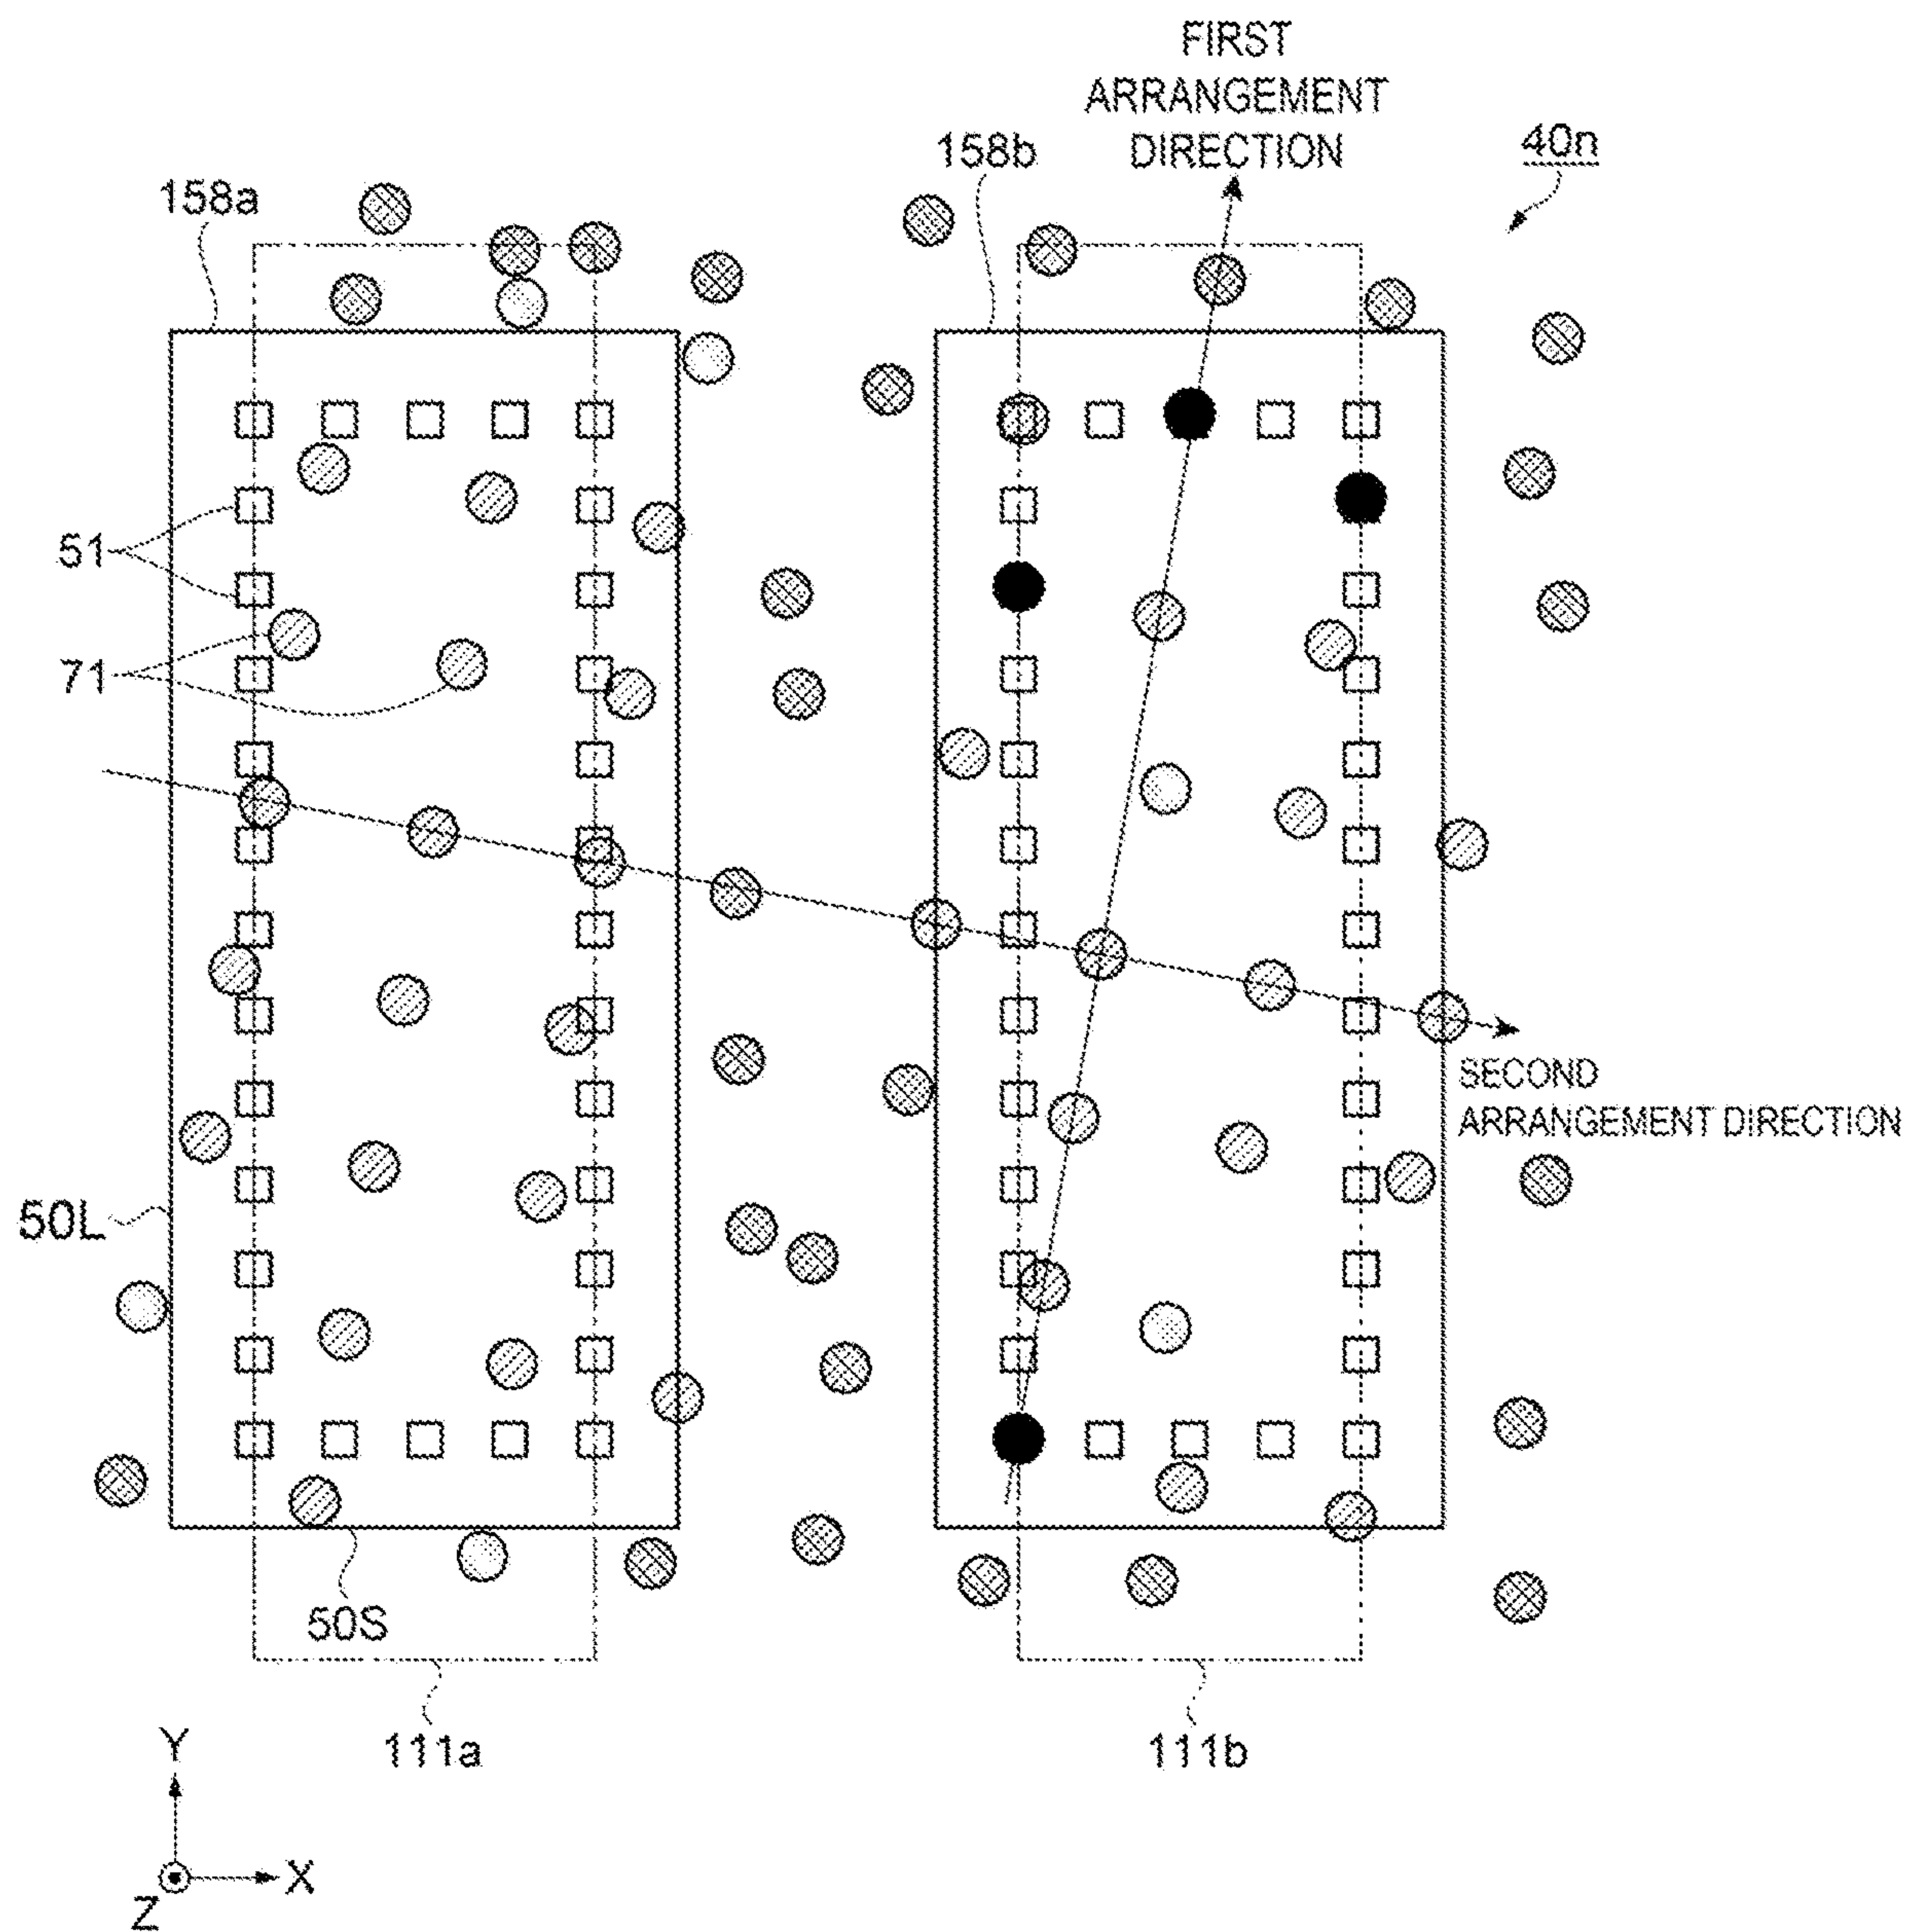 FIRST
ARRANGEMENT
DIRECTION
40n
158b
158a
51
71
SECOND
ARRANGEMENT DIRECTION
50L
50S
111a
111b
Y
X
Z